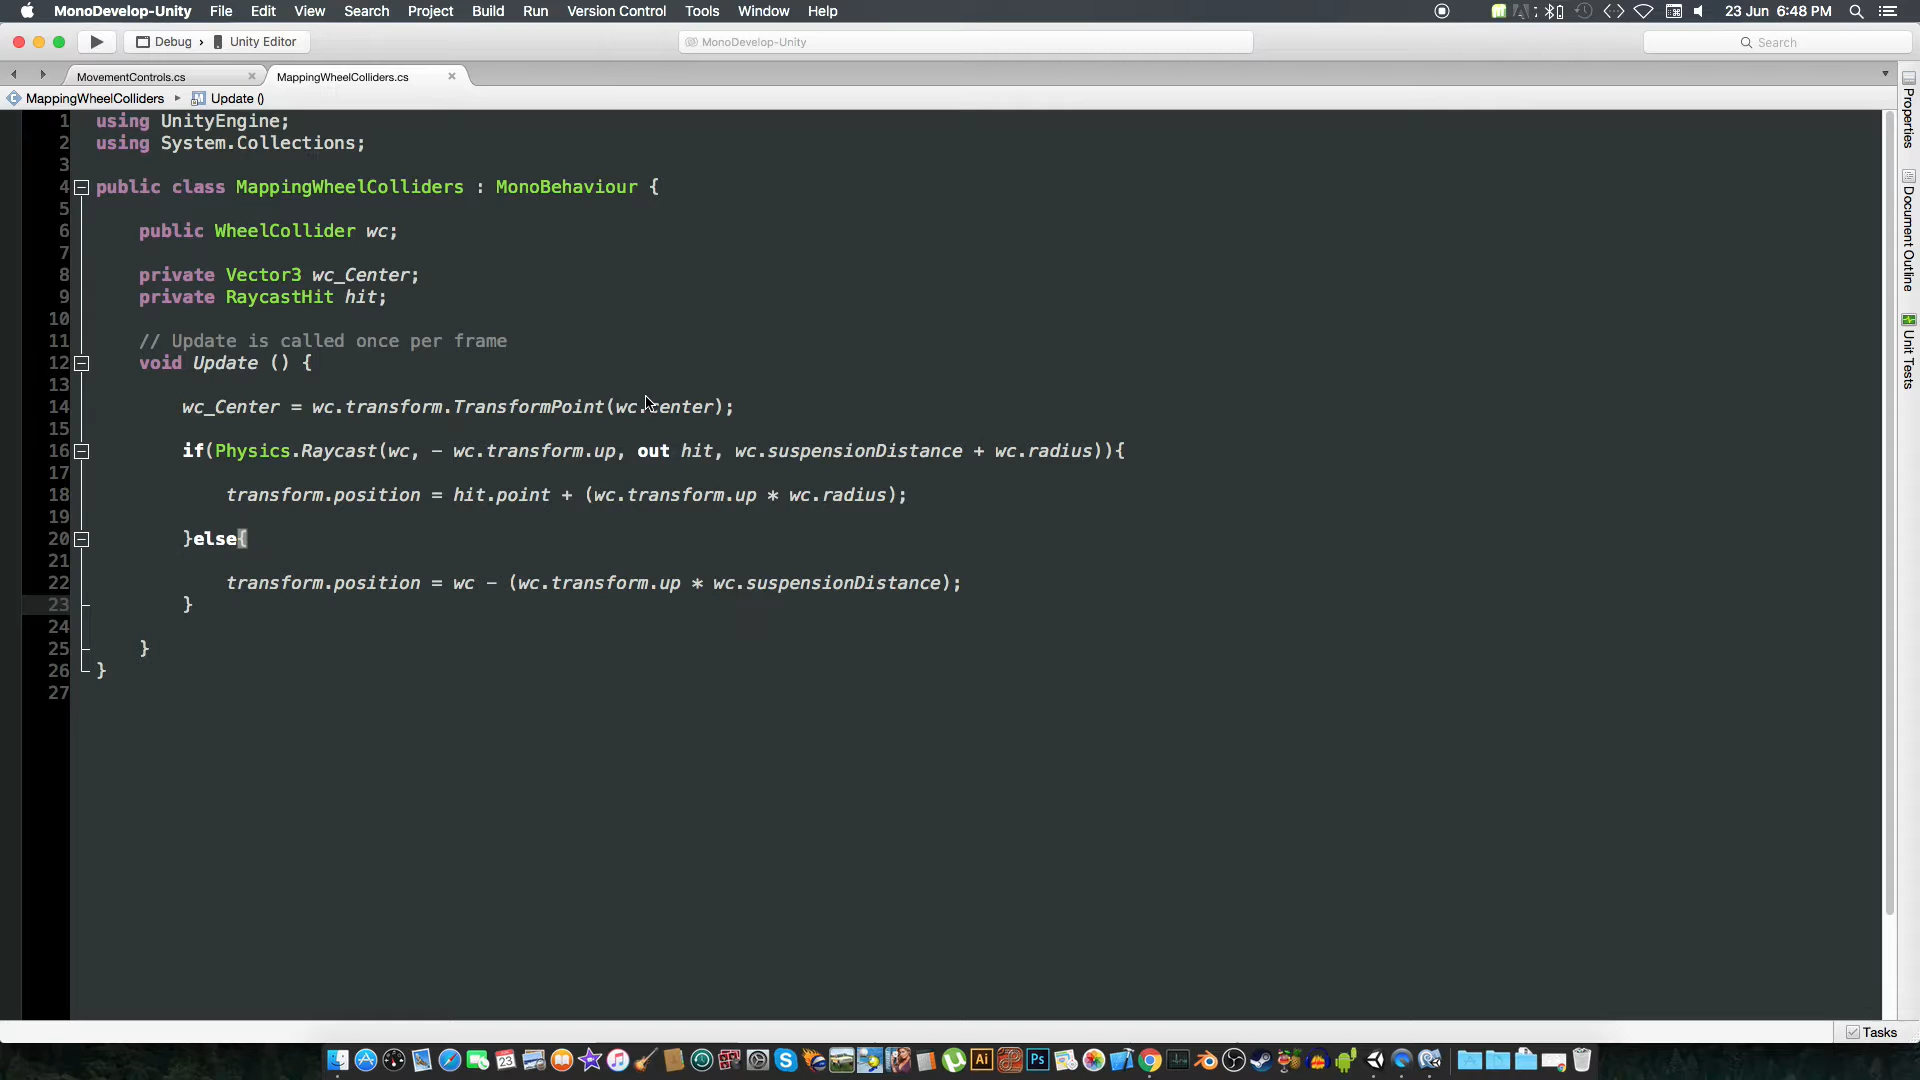 MonoDevelop-Unity File Edit View Search Project Build Run Version Control Tools Window Help 23 Jun 6:48 PM
Debug › Unity Editor MonoDevelop-Unity Search
MovementControls.cs MappingWheelColliders.cs
MappingWheelColliders Update ()
1 using UnityEngine;
2 using System.Collections;
3
4 public class MappingWheelColliders : MonoBehaviour {
5
6 public WheelCollider wc;
7
8 private Vector3 wc_Center;
9 private RaycastHit hit;
10
11 // Update is called once per frame
12 void Update () {
13
14 wc_Center = wc.transform.TransformPoint(wc.center);
15
16 if(Physics.Raycast(wc, - wc.transform.up, out hit, wc.suspensionDistance + wc.radius)){
17
18 transform.position = hit.point + (wc.transform.up * wc.radius);
19
20 }else{
21
22 transform.position = wc - (wc.transform.up * wc.suspensionDistance);
23 }
24
25 }
26 }
27
Properties
Document Outline
Unit Tests
Tasks
23
Ai
Ps